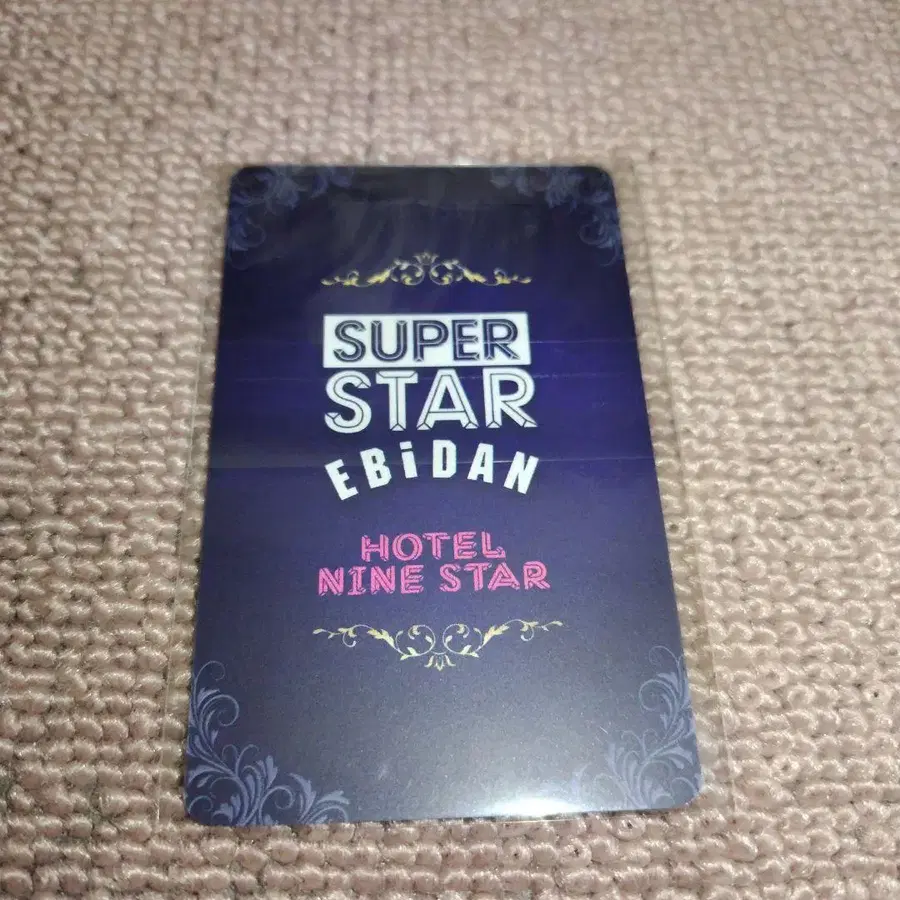 SUPER
STAR
EBiDAN
HOTEL
NINE STAR